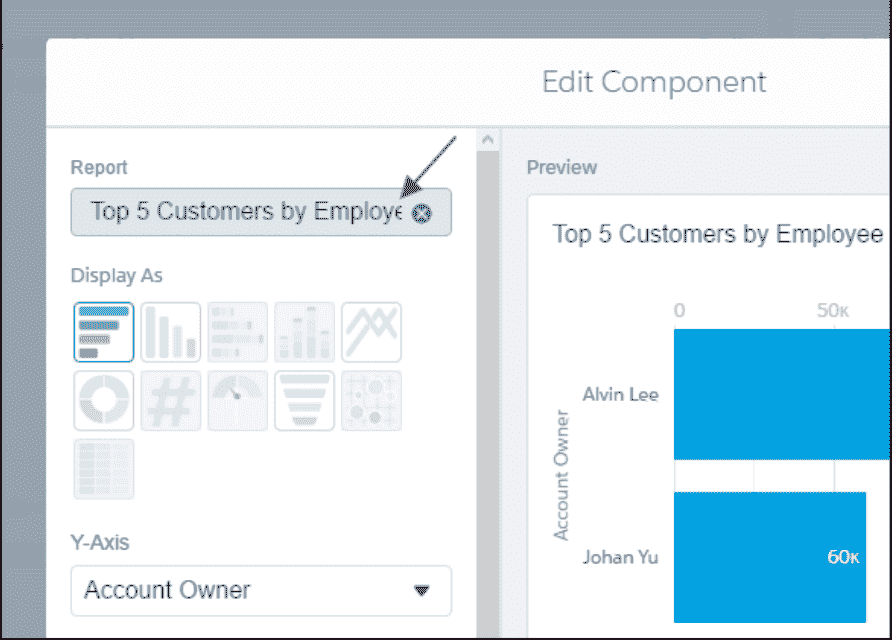 Edit Component
Report
Top 5 Customers by Employe
Display As
#
Y-Axis
Account Owner
Preview
Top 5 Customers by Employee
0 50K
Alvin Lee
Account Owner
Johan Yu
60K